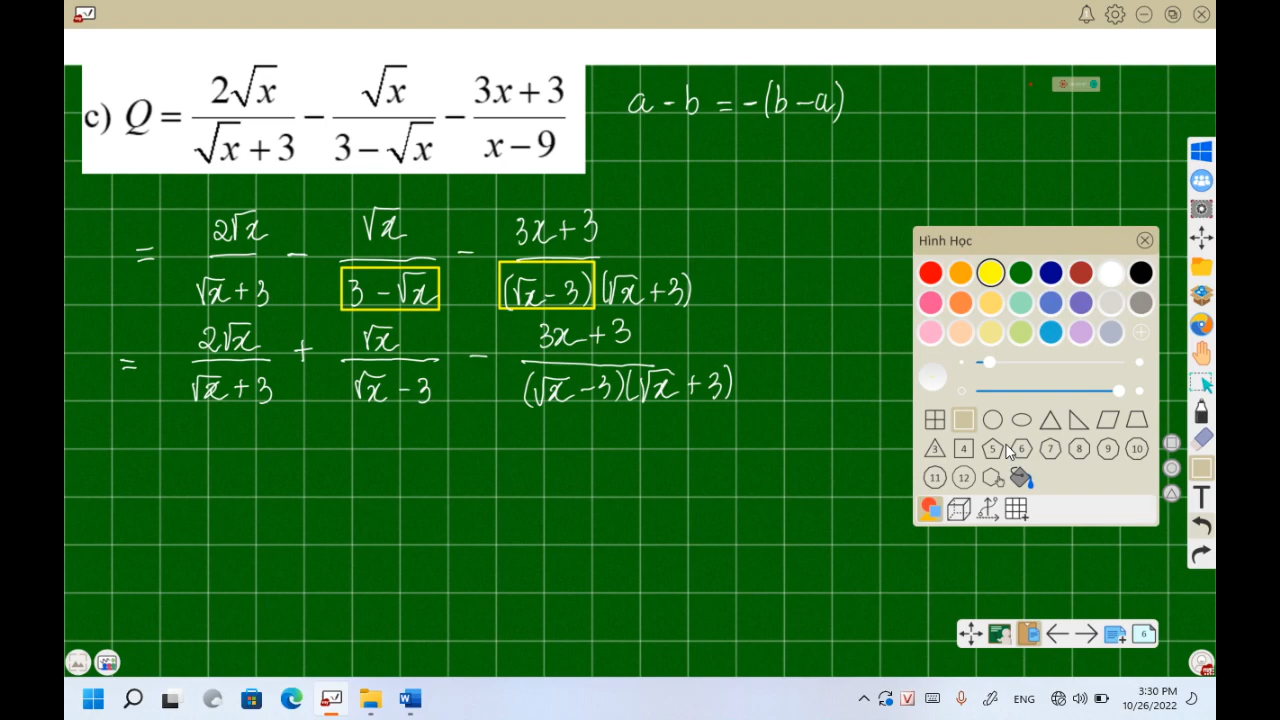 c) Q = 2√x/(√x + 3) − √x/(3 − √x) − (3x + 3)/(x − 9)
a - b = -(b - a)
= 2√x/(√x + 3) − √x/(3 − √x) − (3x + 3)/((√x − 3)(√x + 3))
= 2√x/(√x + 3) + √x/(√x − 3) − (3x + 3)/((√x − 3)(√x + 3))
Hình Học
3 4 5 6 7 8 9 10
11 12
T
6
V ENG 3:30 PM
10/26/2022